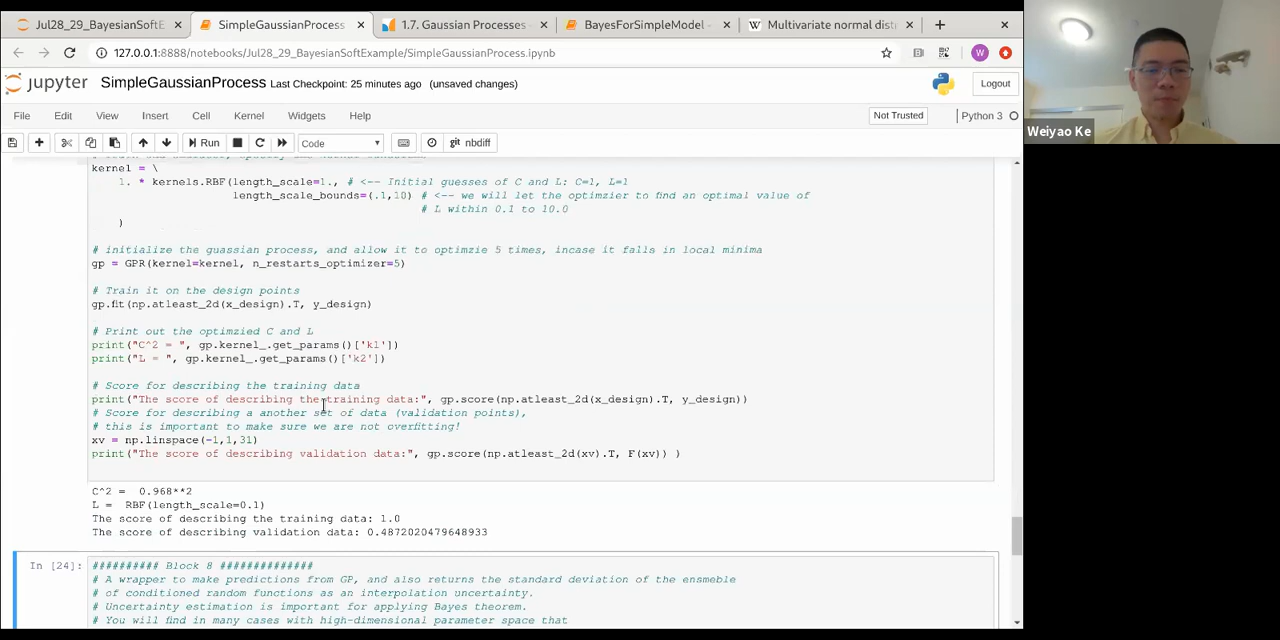 Jul28_29_BayesianSoftE
SimpleGaussianProcess
1.7. Gaussian Processes
BayesForSimpleModel -
Multivariate normal dist
127.0.0.1:8888/notebooks/Jul28_29_BayesianSoftExample/SimpleGaussianProcess.ipynb
W
jupyter SimpleGaussianProcess Last Checkpoint: 25 minutes ago (unsaved changes)
Logout
File Edit View Insert Cell Kernel Widgets Help
Not Trusted
Python 3
Run
Code
nbdiff
kernel = \
1. * kernels.RBF(length_scale=1., # <-- Initial guesses of C and L: C=1, L=1
length_scale_bounds=(.1,10) # <-- we will let the optimzier to find an optimal value of
# L within 0.1 to 10.0
)
# initialize the guassian process, and allow it to optimzie 5 times, incase it falls in local minima
gp = GPR(kernel=kernel, n_restarts_optimizer=5)
# Train it on the design points
gp.fit(np.atleast_2d(x_design).T, y_design)
# Print out the optimzied C and L
print("C^2 = ", gp.kernel_.get_params()['k1'])
print("L = ", gp.kernel_.get_params()['k2'])
# Score for describing the training data
print("The score of describing the training data:", gp.score(np.atleast_2d(x_design).T, y_design))
# Score for describing a another set of data (validation points),
# this is important to make sure we are not overfitting!
xv = np.linspace(-1,1,31)
print("The score of describing validation data:", gp.score(np.atleast_2d(xv).T, F(xv)) )
C^2 =  0.968**2
L =  RBF(length_scale=0.1)
The score of describing the training data: 1.0
The score of describing validation data: 0.4872020479648933
In [24]:
########## Block 8 ##############
# A wrapper to make predictions from GP, and also returns the standard deviation of the ensmeble
# of conditioned random functions as an interpolation uncertainty.
# Uncertainty estimation is important for applying Bayes theorem.
# You will find in many cases with high-dimensional parameter space that
Weiyao Ke